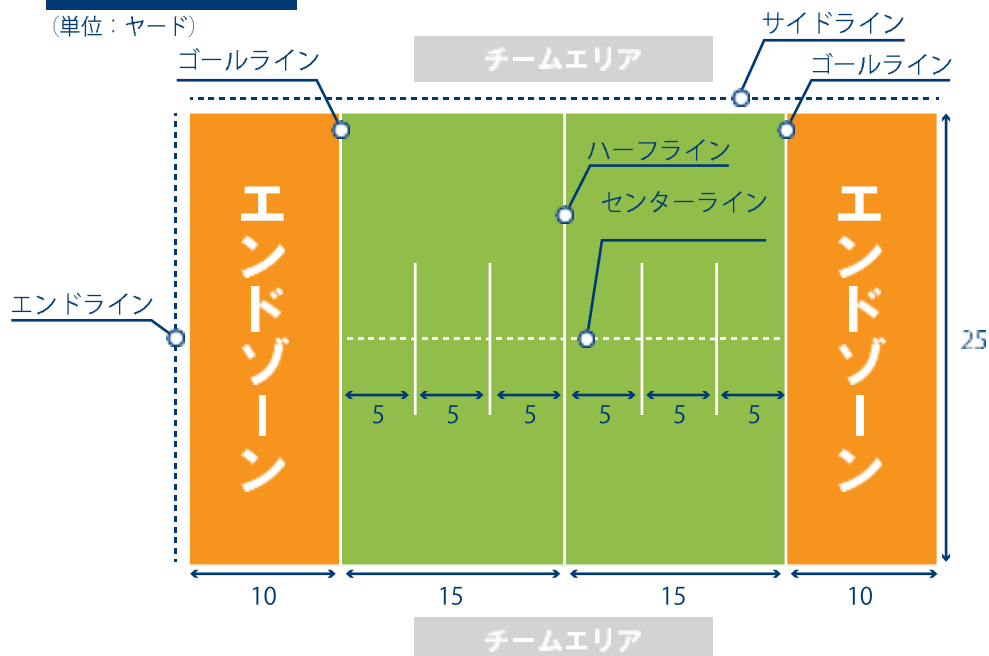 (単位:ヤード)
チームエリア
サイドライン
ゴールライン
ゴールライン
ハーフライン
センターライン
エンドゾーン
エンドゾーン
エンドライン
25
5
5
5
5
5
5
10
15
15
10
チームエリア